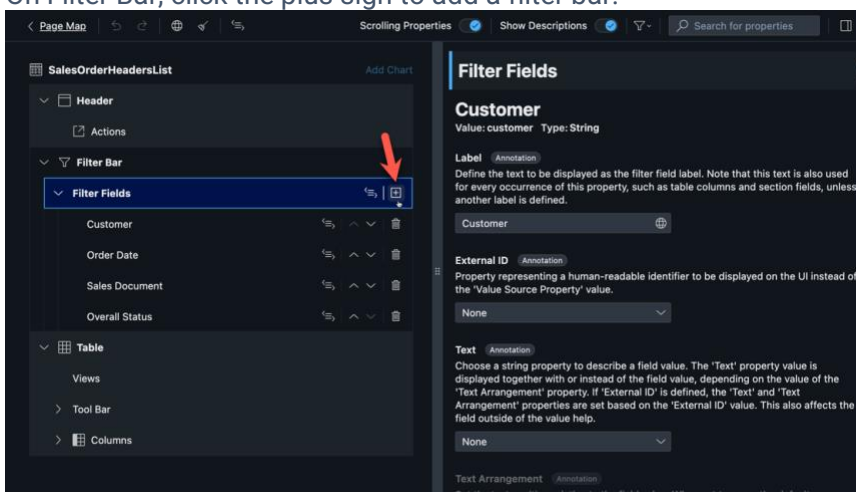 On Filter Bar, click the plus sign to add a filter bar.
Page Map Scrolling Properties Show Descriptions Search for properties
SalesOrderHeadersList Add Chart
Header
Actions
Filter Bar
Filter Fields
Customer
Order Date
Sales Document
Overall Status
Table
Views
Tool Bar
Columns
Filter Fields
Customer
Value: customer Type: String
Label Annotation
Define the text to be displayed as the filter field label. Note that this text is also used
for every occurrence of this property, such as table columns and section fields, unless
another label is defined.
Customer
External ID Annotation
Property representing a human-readable identifier to be displayed on the UI instead of
the 'Value Source Property' value.
None
Text Annotation
Choose a string property to describe a field value. The 'Text' property value is
displayed together with or instead of the field value, depending on the value of the
'Text Arrangement' property. If 'External ID' is defined, the 'Text' and 'Text
Arrangement' properties are set based on the 'External ID' value. This also affects the
field outside of the value help.
None
Text Arrangement Annotation